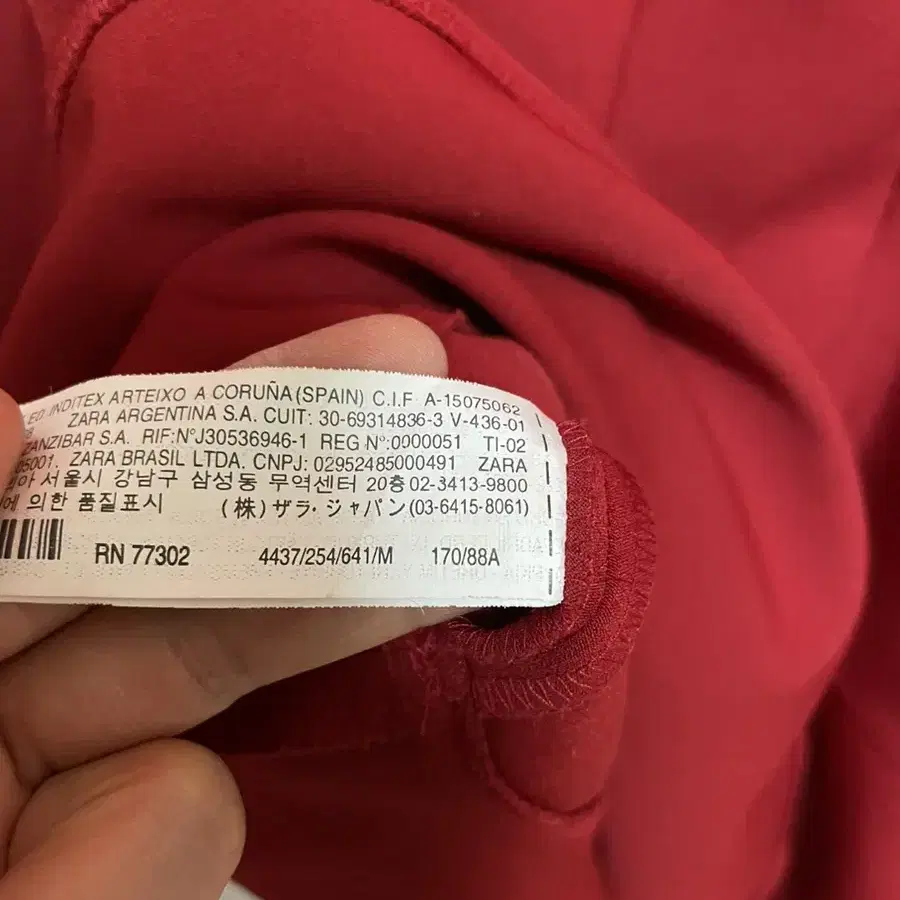 ED. INDITEX ARTEIXO A CORUÑA (SPAIN) C.I.F A-15075062
ZARA ARGENTINA S.A. CUIT: 30-69314836-3 V-436-01
ZANZIBAR S.A. RIF:NºJ30536946-1 REG Nº:0000051 TI-02
05001. ZARA BRASIL LTDA. CNPJ: 02952485000491 ZARA
서울시 강남구 삼성동 무역센터 20층 02-3413-9800
에 의한 품질표시 (株)ザラ・ジャパン(03-6415-8061)
RN 77302 4437/254/641/M 170/88A